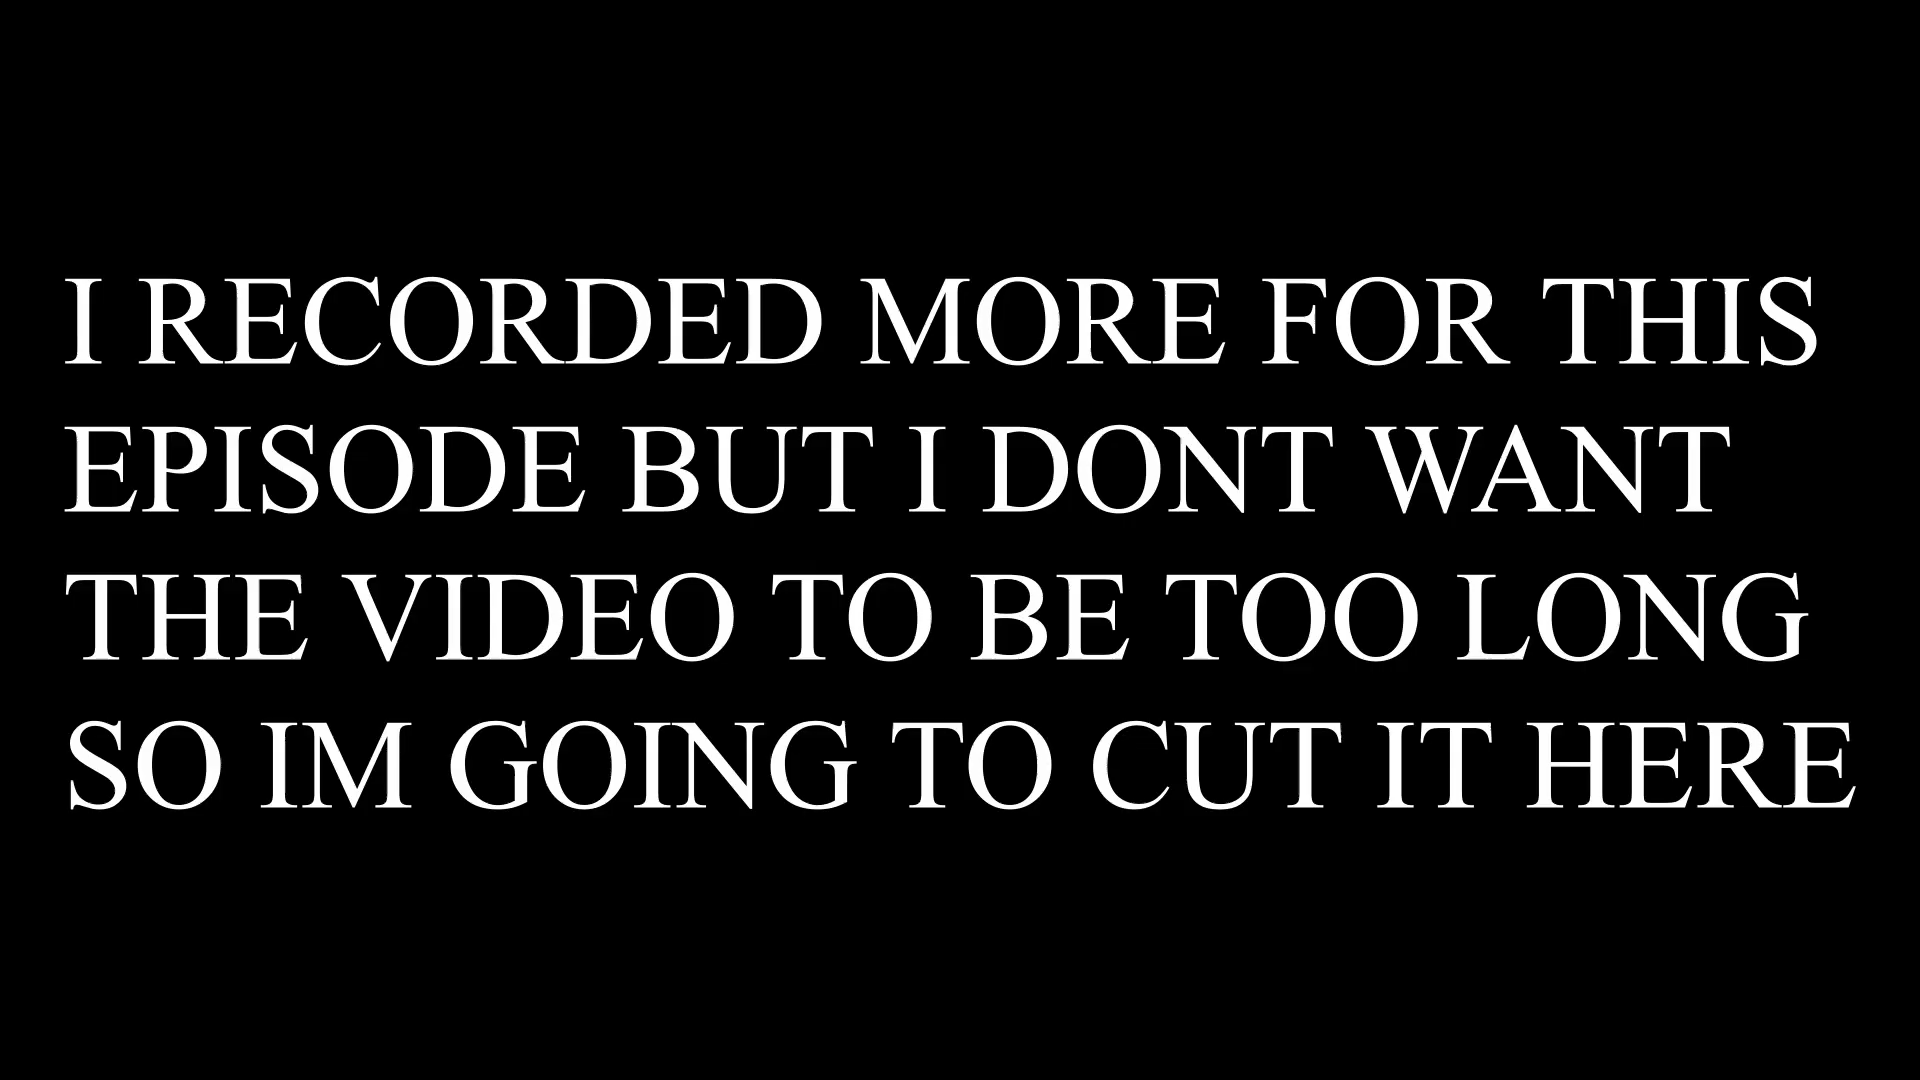 I RECORDED MORE FOR THIS
EPISODE BUT I DONT WANT
THE VIDEO TO BE TOO LONG
SO IM GOING TO CUT IT HERE